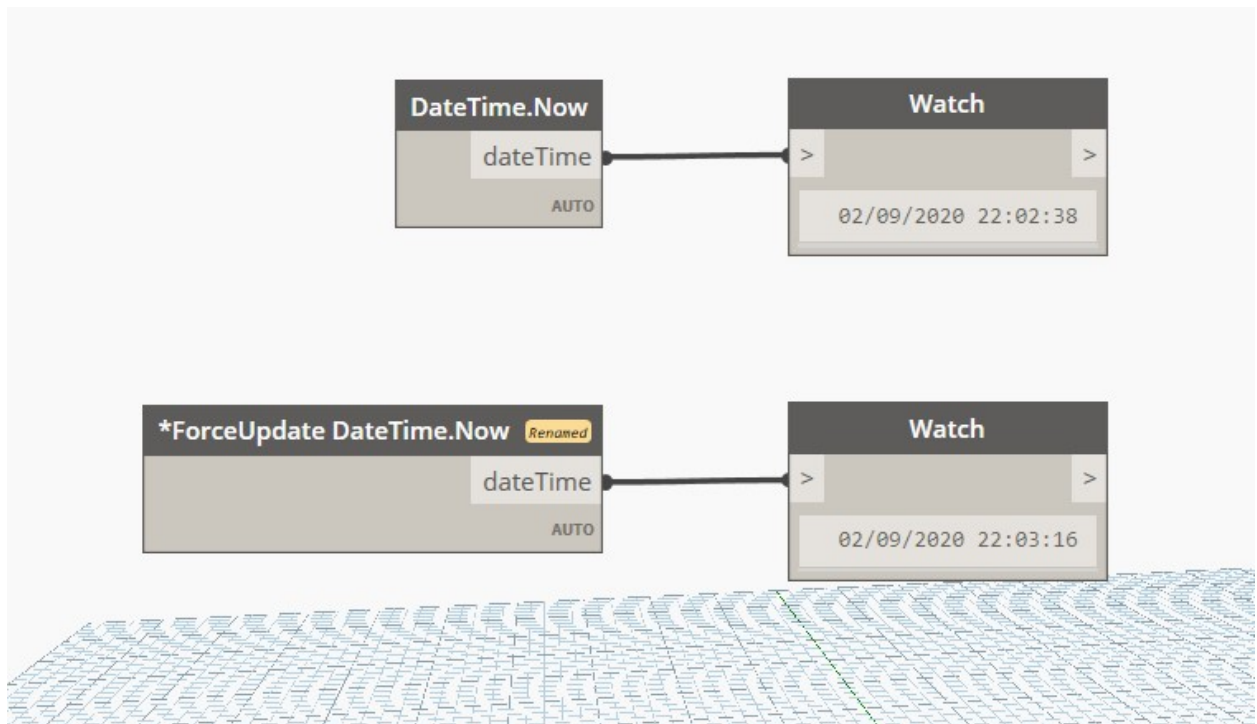 DateTime.Now
dateTime
AUTO
Watch
>
>
02/09/2020 22:02:38
*ForceUpdate DateTime.Now
Renamed
dateTime
AUTO
Watch
>
>
02/09/2020 22:03:16